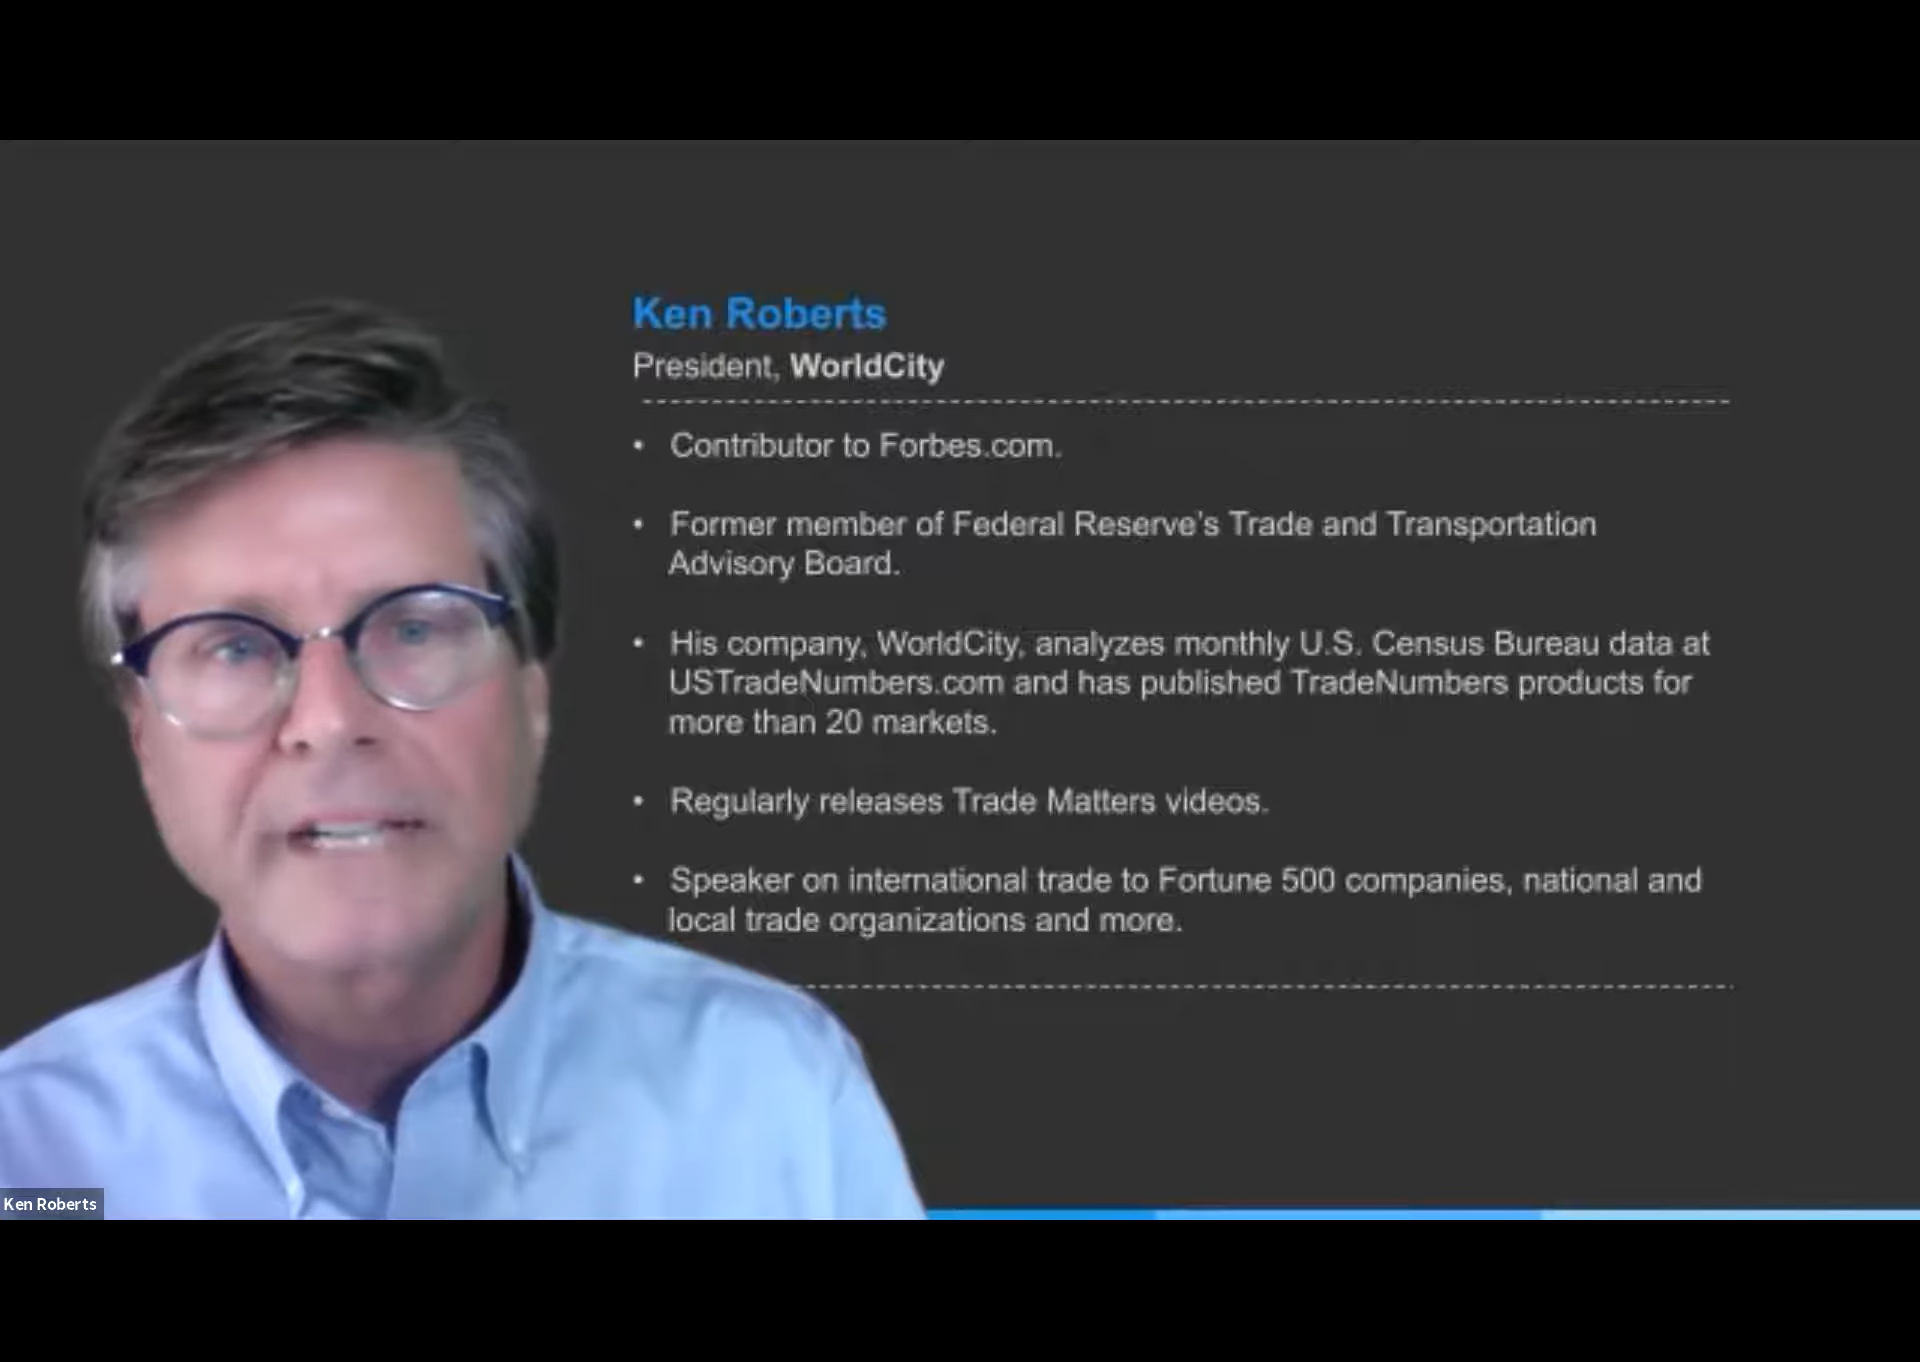 Ken Roberts
President, WorldCity
• Contributor to Forbes.com.
• Former member of Federal Reserve's Trade and Transportation
Advisory Board.
• His company, WorldCity, analyzes monthly U.S. Census Bureau data at
USTradeNumbers.com and has published TradeNumbers products for
more than 20 markets.
• Regularly releases Trade Matters videos.
• Speaker on international trade to Fortune 500 companies, national and
local trade organizations and more.
Ken Roberts